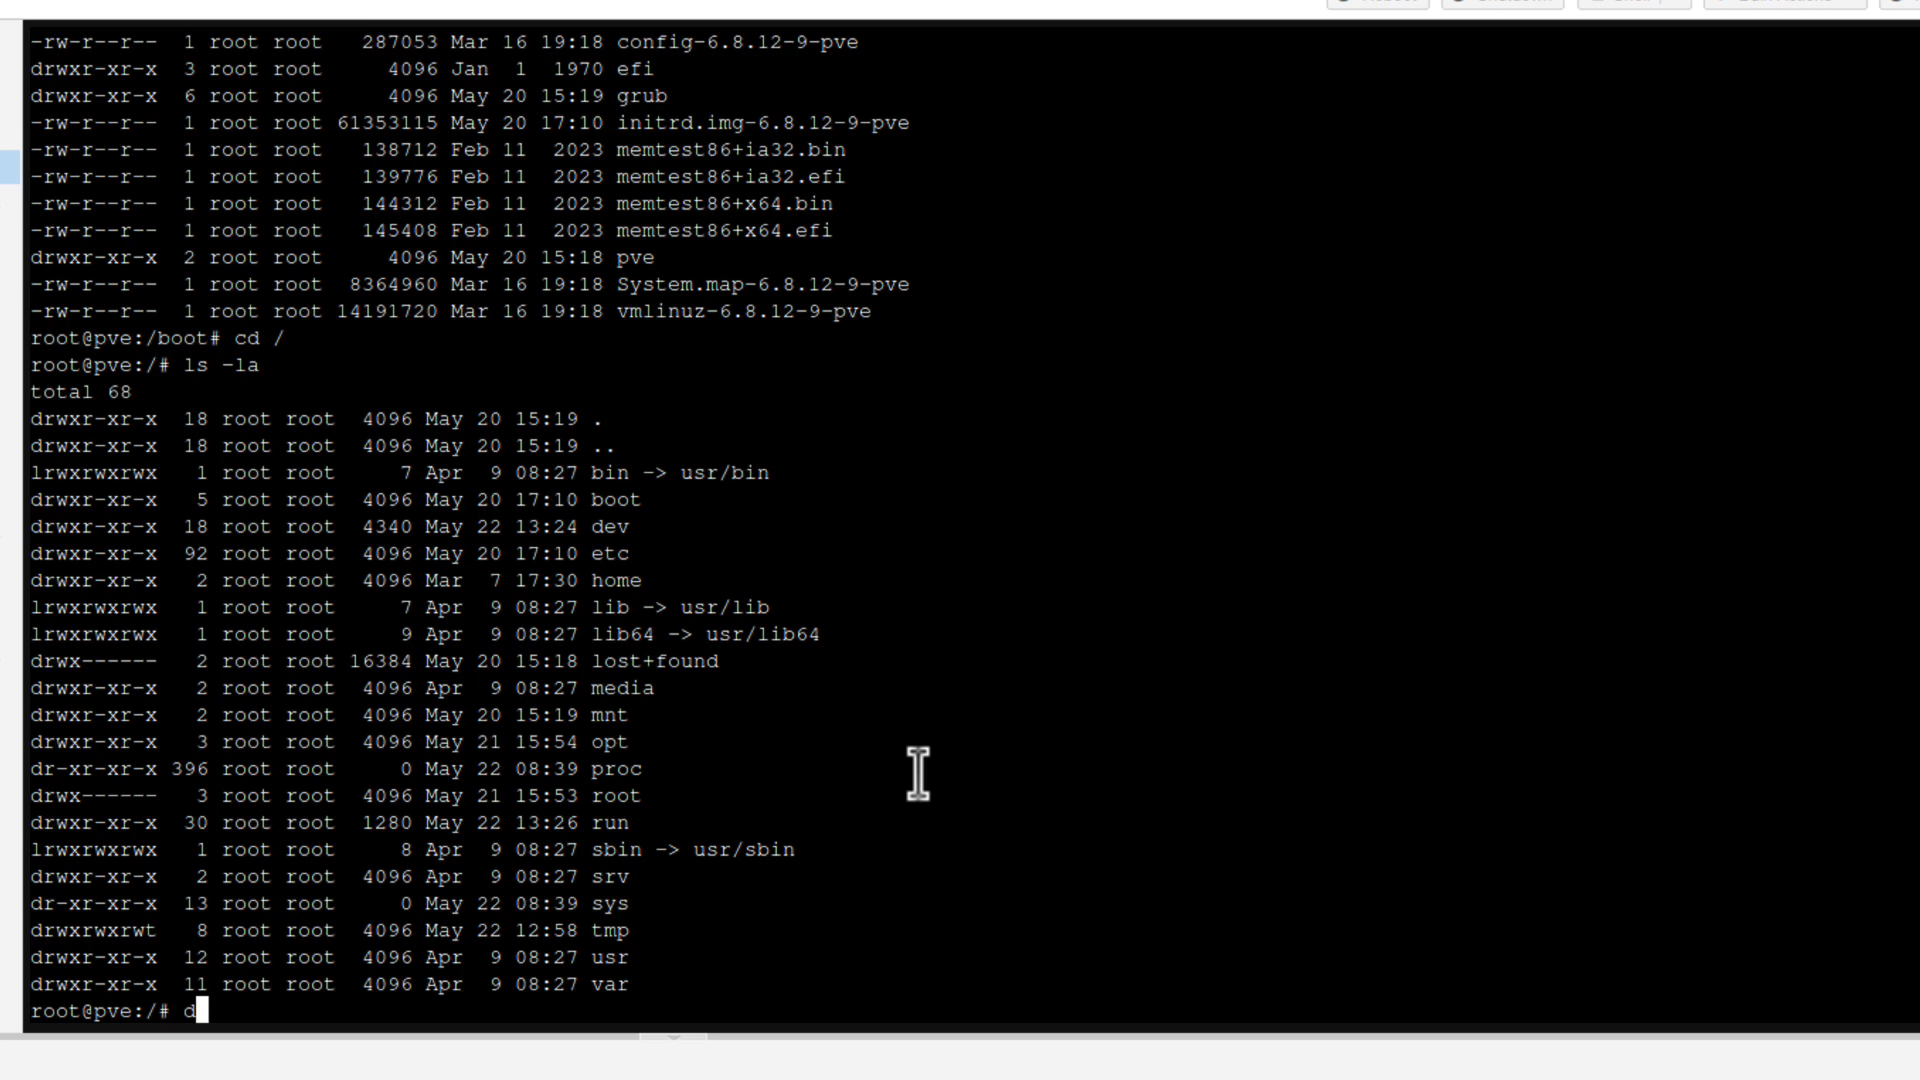 -rw-r--r--  1 root root   287053 Mar 16 19:18 config-6.8.12-9-pve
drwxr-xr-x  3 root root     4096 Jan  1  1970 efi
drwxr-xr-x  6 root root     4096 May 20 15:19 grub
-rw-r--r--  1 root root 61353115 May 20 17:10 initrd.img-6.8.12-9-pve
-rw-r--r--  1 root root   138712 Feb 11  2023 memtest86+ia32.bin
-rw-r--r--  1 root root   139776 Feb 11  2023 memtest86+ia32.efi
-rw-r--r--  1 root root   144312 Feb 11  2023 memtest86+x64.bin
-rw-r--r--  1 root root   145408 Feb 11  2023 memtest86+x64.efi
drwxr-xr-x  2 root root     4096 May 20 15:18 pve
-rw-r--r--  1 root root  8364960 Mar 16 19:18 System.map-6.8.12-9-pve
-rw-r--r--  1 root root 14191720 Mar 16 19:18 vmlinuz-6.8.12-9-pve
root@pve:/boot# cd /
root@pve:/# ls -la
total 68
drwxr-xr-x  18 root root  4096 May 20 15:19 .
drwxr-xr-x  18 root root  4096 May 20 15:19 ..
lrwxrwxrwx   1 root root     7 Apr  9 08:27 bin -> usr/bin
drwxr-xr-x   5 root root  4096 May 20 17:10 boot
drwxr-xr-x  18 root root  4340 May 22 13:24 dev
drwxr-xr-x  92 root root  4096 May 20 17:10 etc
drwxr-xr-x   2 root root  4096 Mar  7 17:30 home
lrwxrwxrwx   1 root root     7 Apr  9 08:27 lib -> usr/lib
lrwxrwxrwx   1 root root     9 Apr  9 08:27 lib64 -> usr/lib64
drwx------   2 root root 16384 May 20 15:18 lost+found
drwxr-xr-x   2 root root  4096 Apr  9 08:27 media
drwxr-xr-x   2 root root  4096 May 20 15:19 mnt
drwxr-xr-x   3 root root  4096 May 21 15:54 opt
dr-xr-xr-x 396 root root     0 May 22 08:39 proc
drwx------   3 root root  4096 May 21 15:53 root
drwxr-xr-x  30 root root  1280 May 22 13:26 run
lrwxrwxrwx   1 root root     8 Apr  9 08:27 sbin -> usr/sbin
drwxr-xr-x   2 root root  4096 Apr  9 08:27 srv
dr-xr-xr-x  13 root root     0 May 22 08:39 sys
drwxrwxrwt   8 root root  4096 May 22 12:58 tmp
drwxr-xr-x  12 root root  4096 Apr  9 08:27 usr
drwxr-xr-x  11 root root  4096 Apr  9 08:27 var
root@pve:/# d